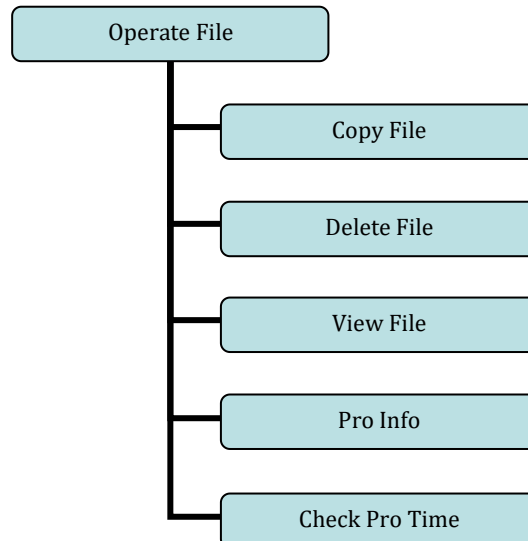 Operate File
Copy File
Delete File
View File
Pro Info
Check Pro Time